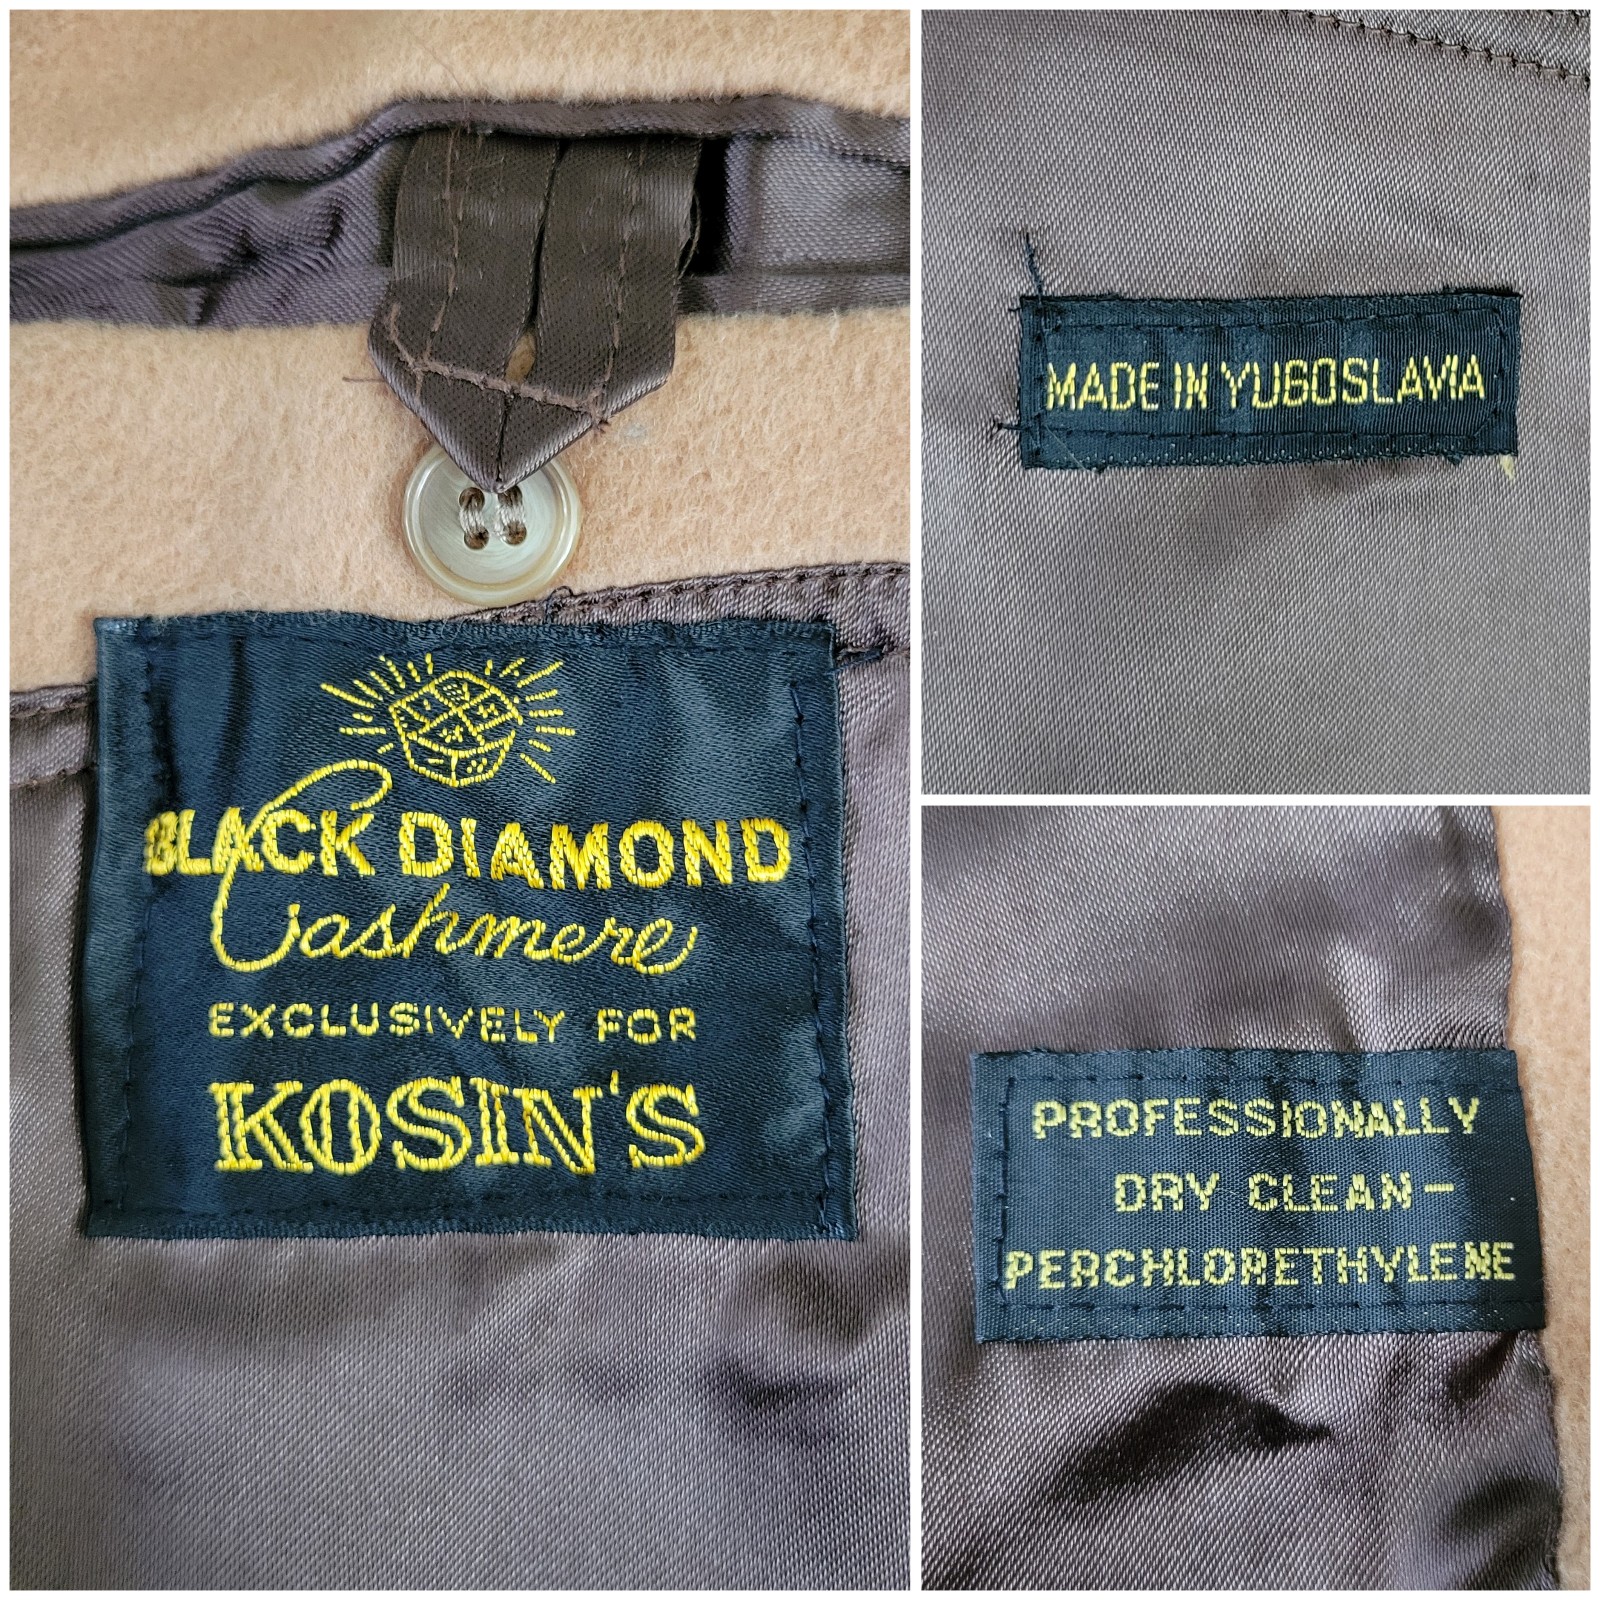 BLACK DIAMOND
Cashmere
EXCLUSIVELY FOR
KOSIN'S
MADE IN YUGOSLAVIA
PROFESSIONALLY
DRY CLEAN-
PERCHLORETHYLENE